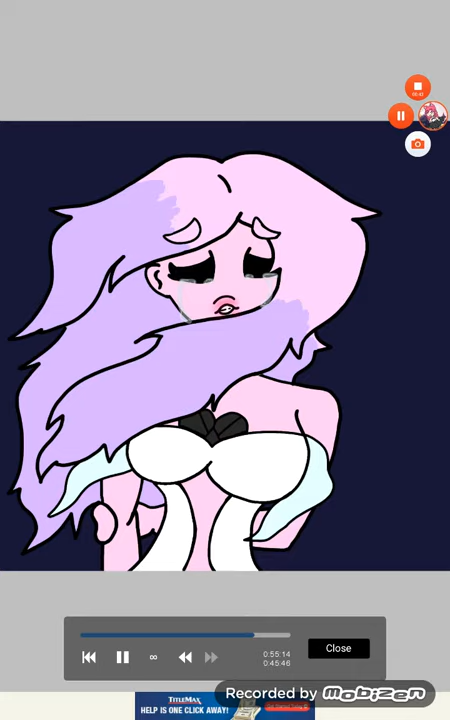 0:55:14
0:45:46
Close
Recorded by mobizen
TITLEMAX
HELP IS ONE CLICK AWAY!